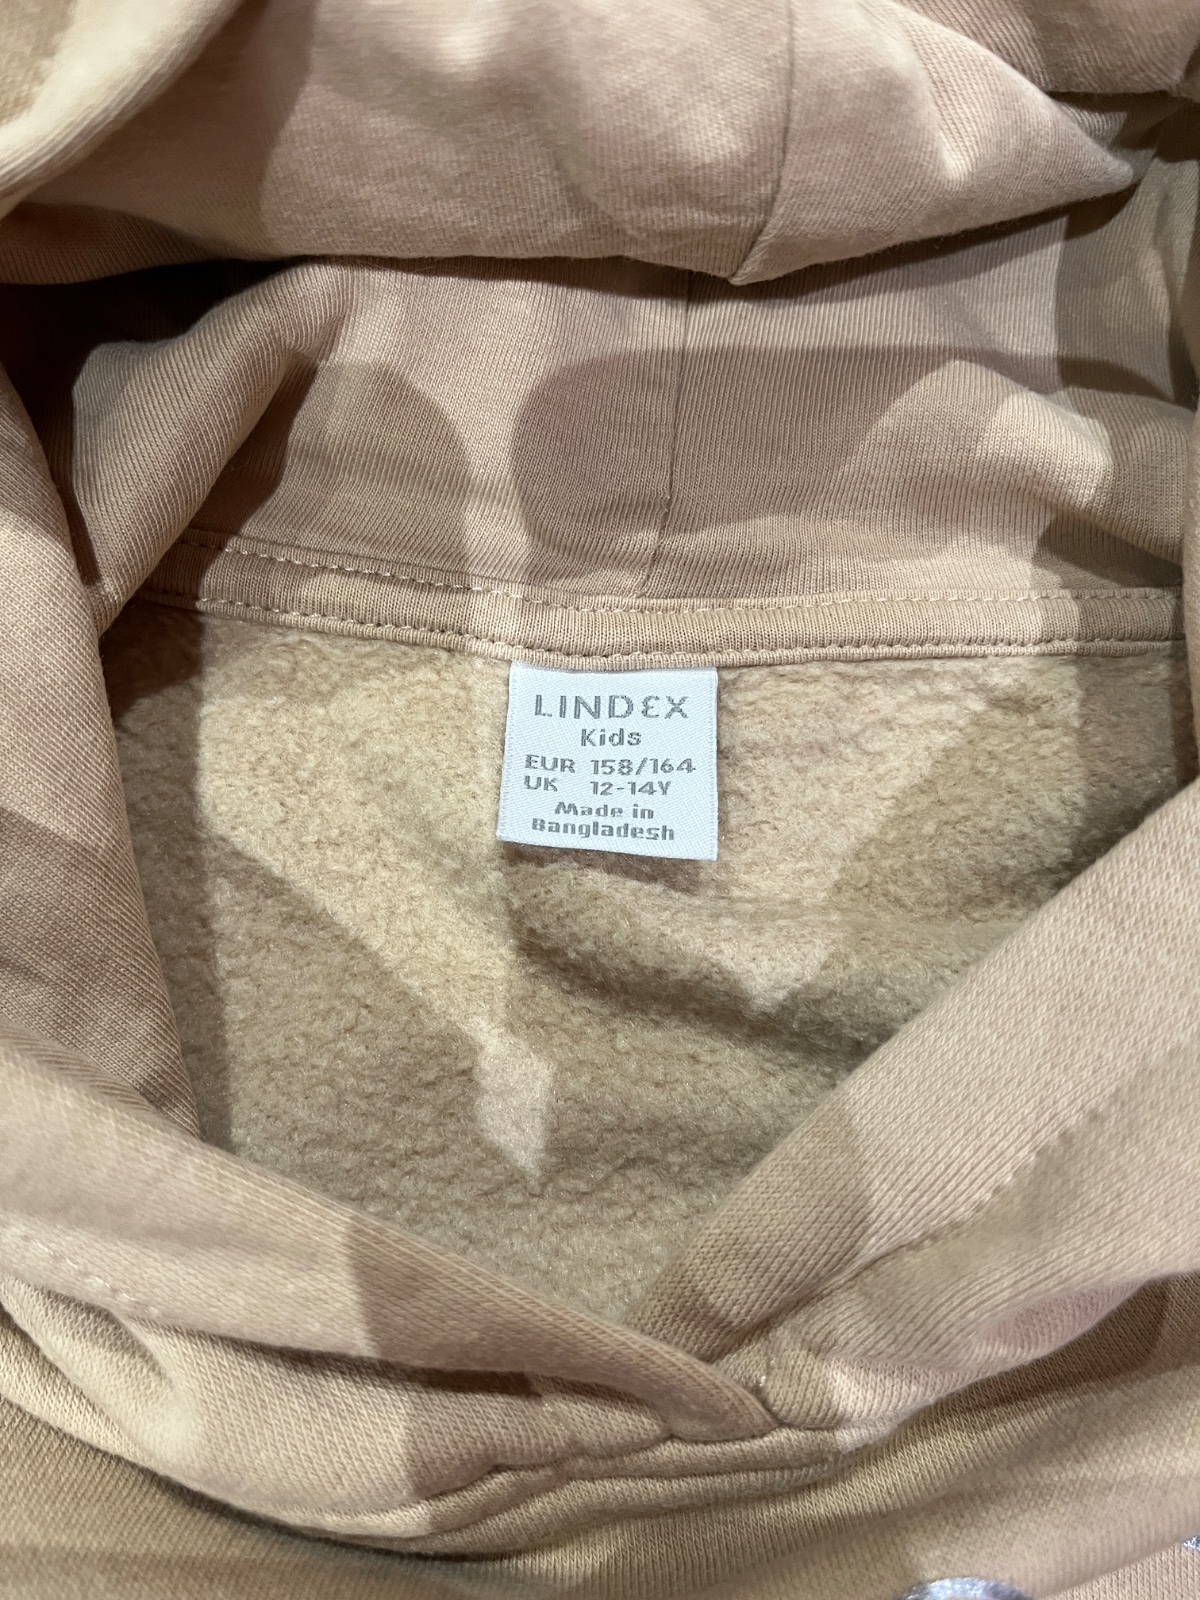 LINDEX
Kids
EUR 158/164
UK 12-14Y
Made in
Bangladesh